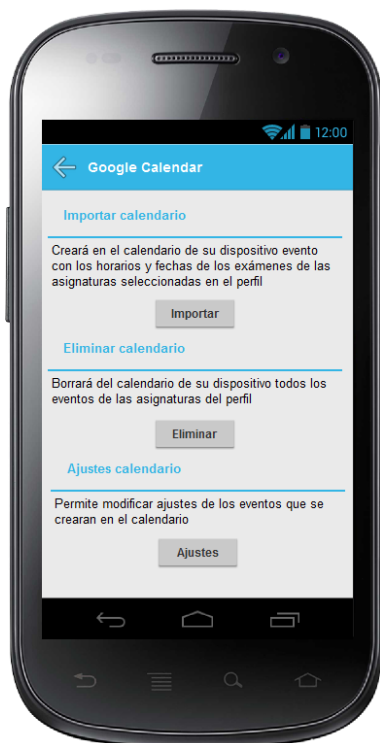 12:00
Google Calendar
Importar calendario
Creará en el calendario de su dispositivo evento
con los horarios y fechas de los exámenes de las
asignaturas seleccionadas en el perfil
Importar
Eliminar calendario
Borrará del calendario de su dispositivo todos los
eventos de las asignaturas del perfil
Eliminar
Ajustes calendario
Permite modificar ajustes de los eventos que se
crearan en el calendario
Ajustes